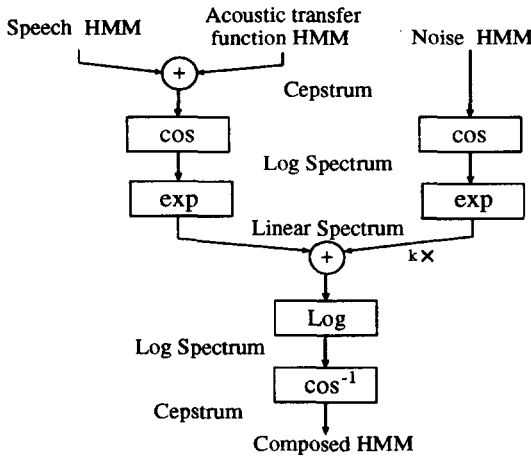 Speech HMM
Acoustic transfer
function HMM
Noise HMM
+
Cepstrum
cos
cos
Log Spectrum
exp
exp
Linear Spectrum
+
k×
Log
Log Spectrum
cos⁻¹
Cepstrum
Composed HMM